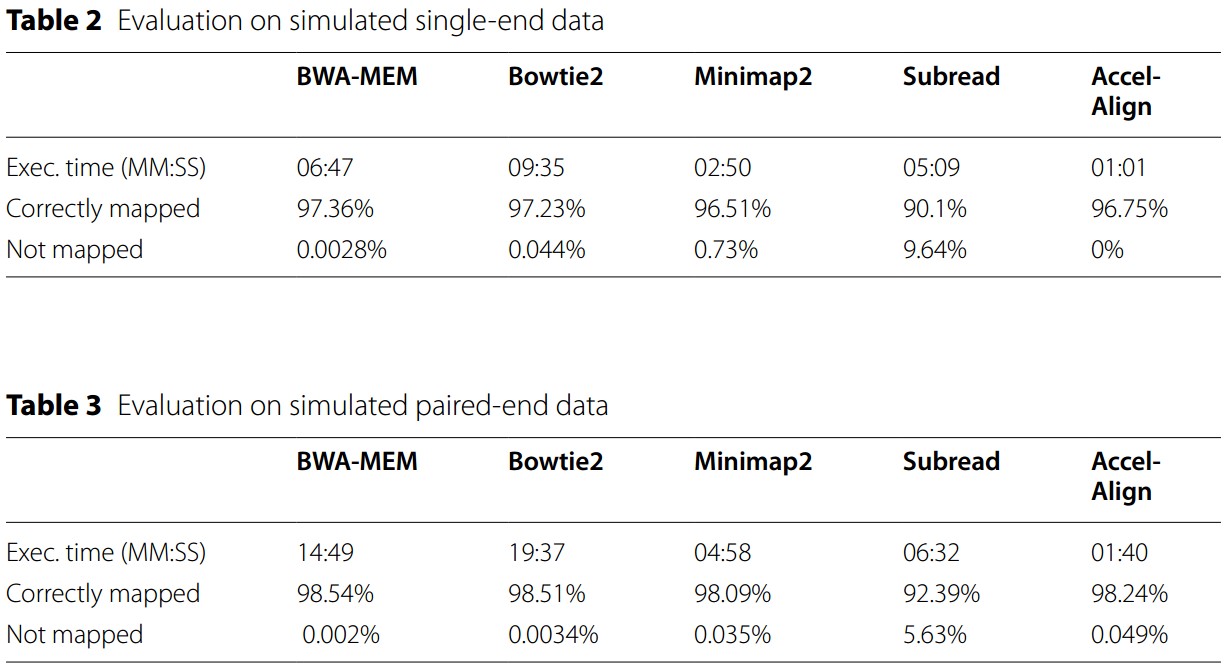 Table 2 Evaluation on simulated single-end data
BWA-MEM Bowtie2 Minimap2 Subread Accel-
Align
Exec. time (MM:SS) 06:47 09:35 02:50 05:09 01:01
Correctly mapped 97.36% 97.23% 96.51% 90.1% 96.75%
Not mapped 0.0028% 0.044% 0.73% 9.64% 0%
Table 3 Evaluation on simulated paired-end data
BWA-MEM Bowtie2 Minimap2 Subread Accel-
Align
Exec. time (MM:SS) 14:49 19:37 04:58 06:32 01:40
Correctly mapped 98.54% 98.51% 98.09% 92.39% 98.24%
Not mapped 0.002% 0.0034% 0.035% 5.63% 0.049%